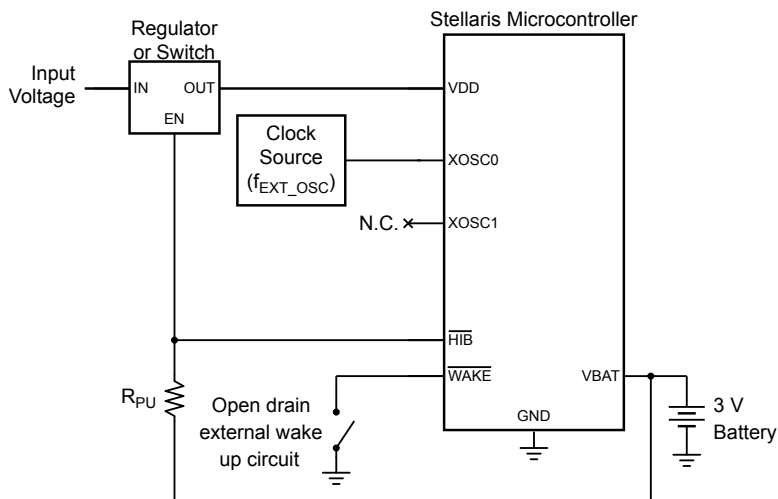 Stellaris Microcontroller
Regulator
or Switch
Input
Voltage
IN
OUT
EN
VDD
Clock
Source
(fEXT_OSC)
XOSC0
N.C.
XOSC1
HIB
WAKE
VBAT
RPU
Open drain
external wake
up circuit
GND
3 V
Battery